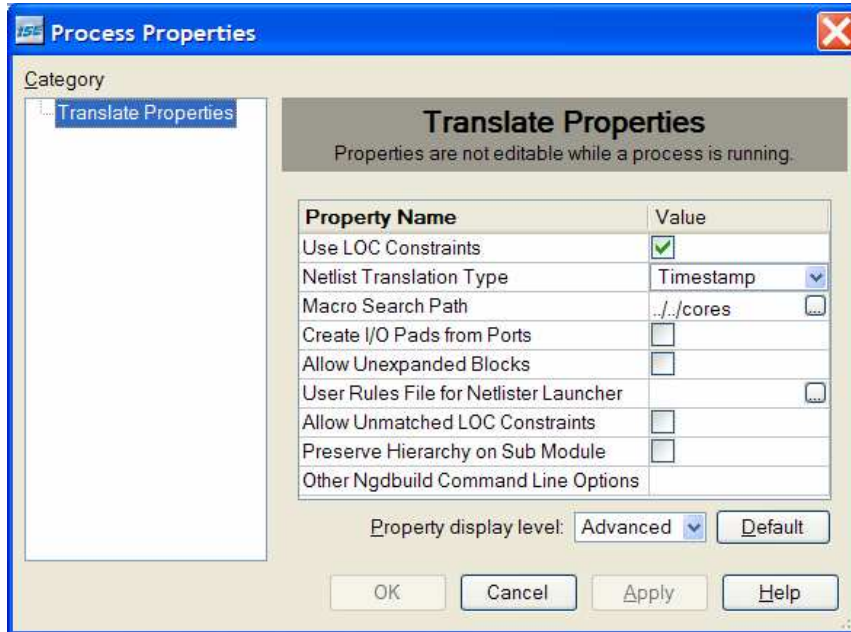 ISE Process Properties
Category
Translate Properties
Translate Properties
Properties are not editable while a process is running.
Property Name Value
Use LOC Constraints
Netlist Translation Type Timestamp
Macro Search Path ../../cores ...
Create I/O Pads from Ports
Allow Unexpanded Blocks
User Rules File for Netlister Launcher ...
Allow Unmatched LOC Constraints
Preserve Hierarchy on Sub Module
Other Ngdbuild Command Line Options
Property display level: Advanced Default
OK Cancel Apply Help